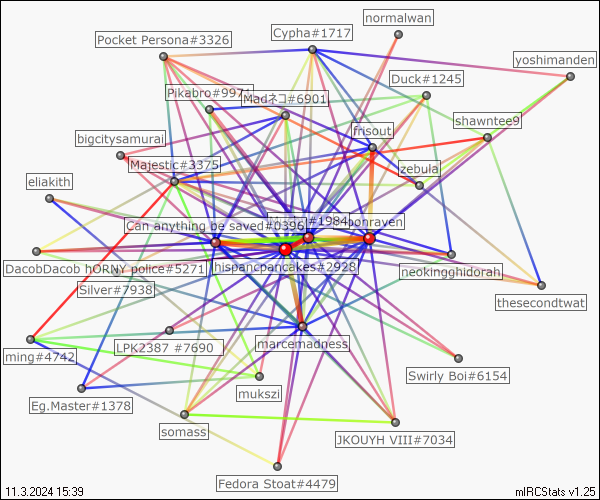 normalwan
Cypha#1717
Pocket Persona#3326
yoshimanden
Duck#1245
Pikabro#9971
Madネコ#6901
shawntee9
frisout
bigcitysamurai
Majestic#3375
zebula
eliakith
#1984
onraven
Can anything be saved#0396
DacobDacob hORNY police#5271
hispancpancakes#2928
neokingghidorah
Silver#7938
thesecondtwat
marcemadness
LPK2387 #7690
ming#4742
Swirly Boi#6154
mukszi
Eg.Master#1378
somass
JKOUYH VIII#7034
Fedora Stoat#4479
11.3.2024 15:39
mIRCStats v1.25